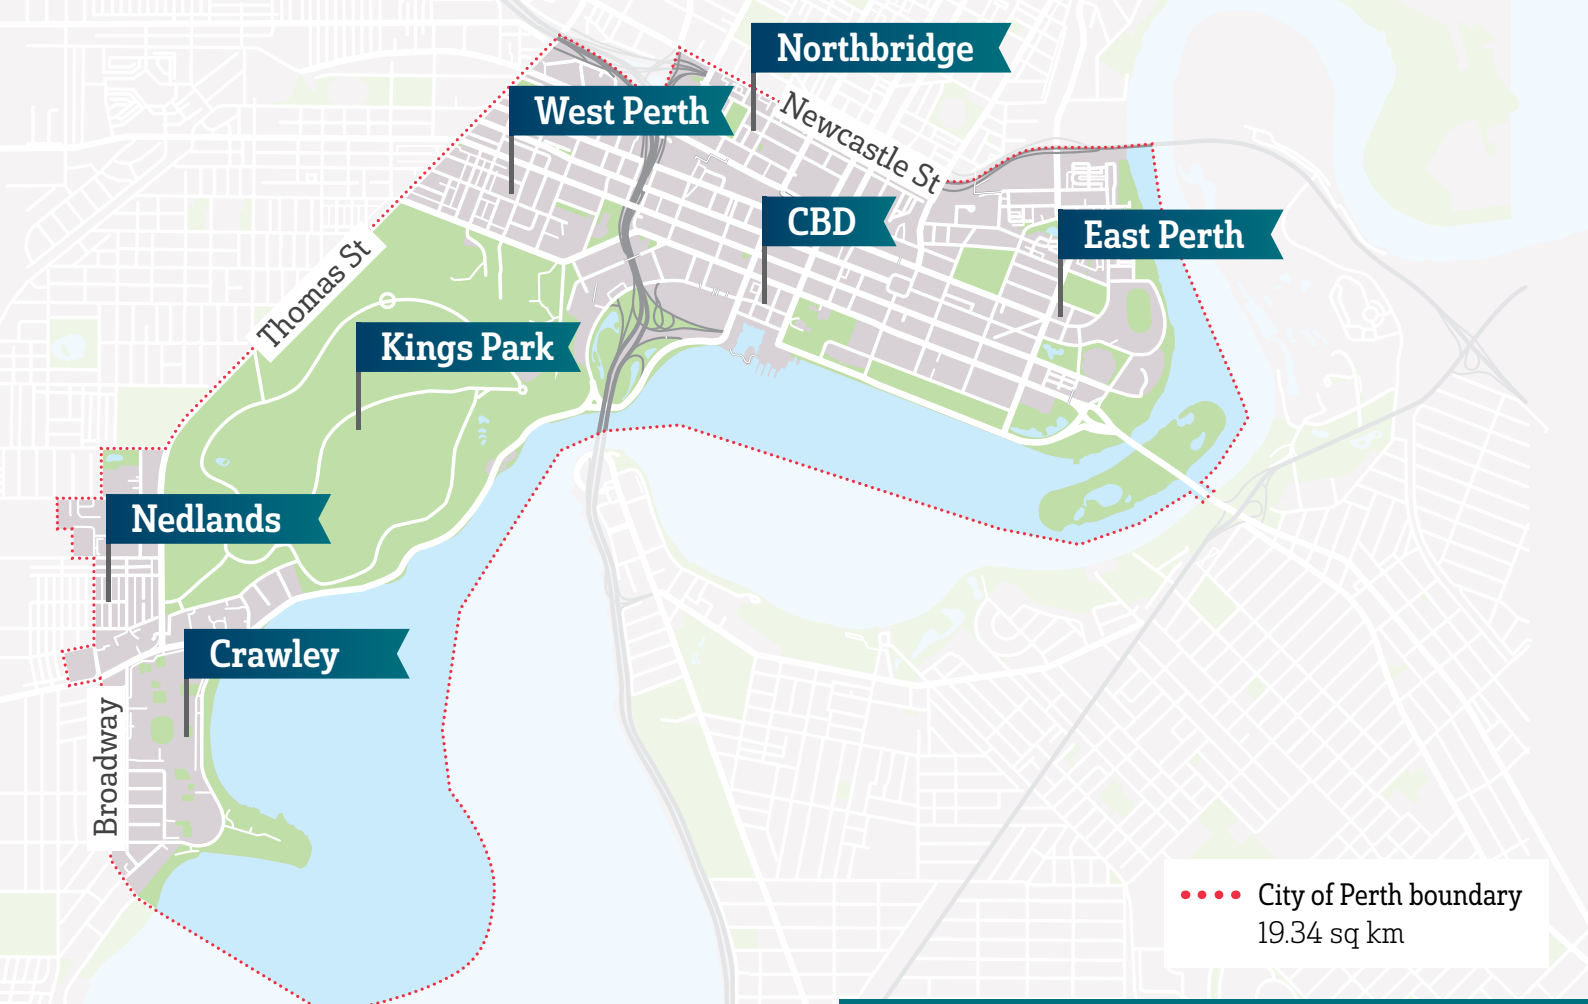 Northbridge
West Perth
Newcastle St
CBD
East Perth
Thomas St
Kings Park
Nedlands
Crawley
Broadway
City of Perth boundary
19.34 sq km